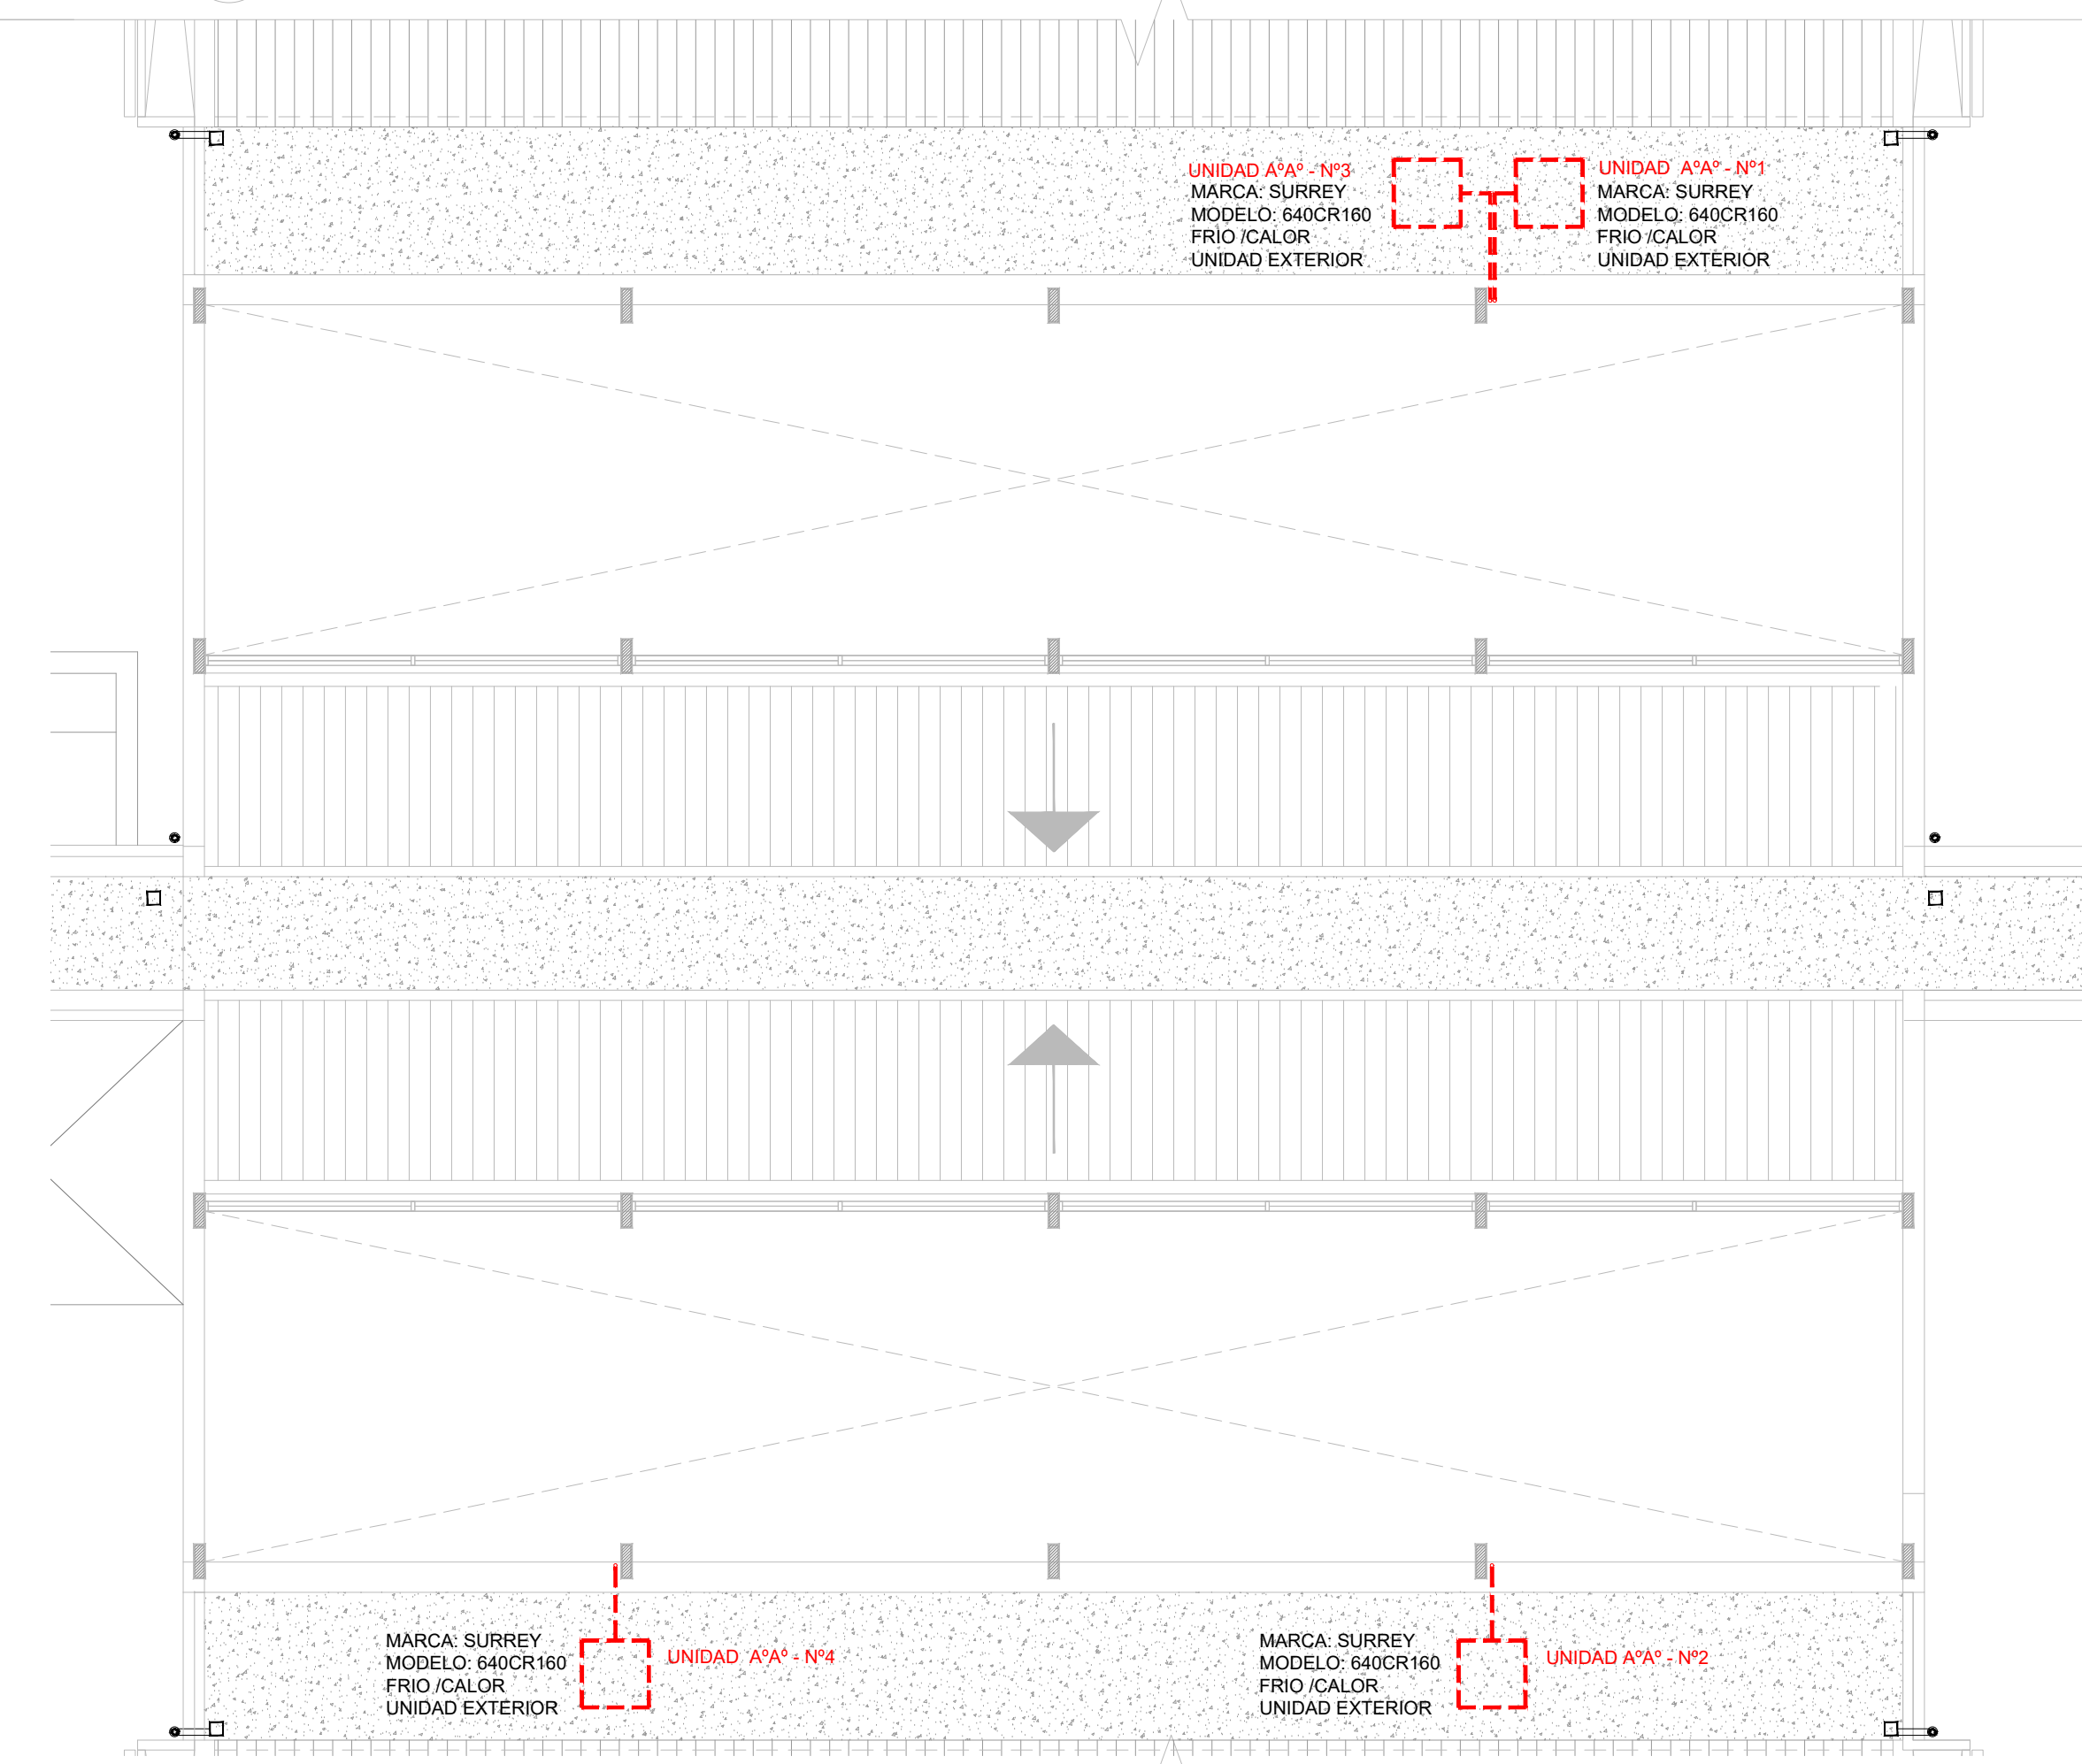 UNIDAD AºAº - Nº3
MARCA: SURREY
MODELO: 640CR160
FRIO /CALOR
UNIDAD EXTERIOR
UNIDAD AºAº - Nº1
MARCA: SURREY
MODELO: 640CR160
FRIO /CALOR
UNIDAD EXTERIOR
MARCA: SURREY
MODELO: 640CR160
FRIO /CALOR
UNIDAD EXTERIOR
UNIDAD AºAº - Nº4
MARCA: SURREY
MODELO: 640CR160
FRIO /CALOR
UNIDAD EXTERIOR
UNIDAD AºAº - Nº2